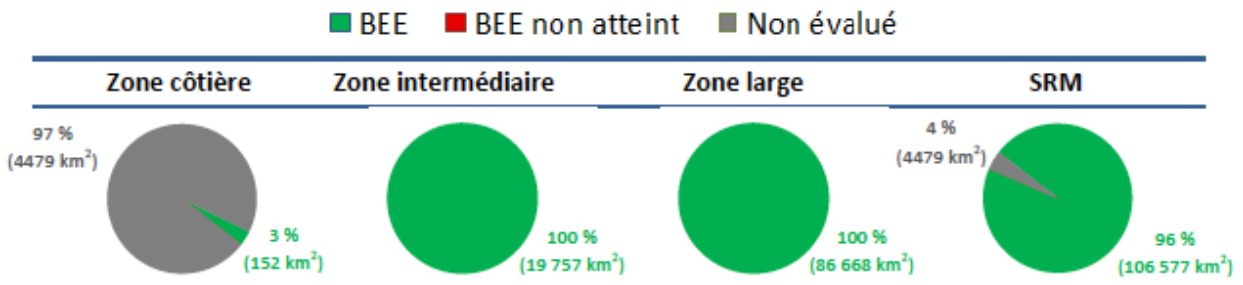 BEE BEE non atteint Non évalué
Zone côtière Zone intermédiaire Zone large SRM
97 %
(4479 km²)
3 %
(152 km²)
100 %
(19 757 km²)
100 %
(86 668 km²)
4 %
(4479 km²)
96 %
(106 577 km²)